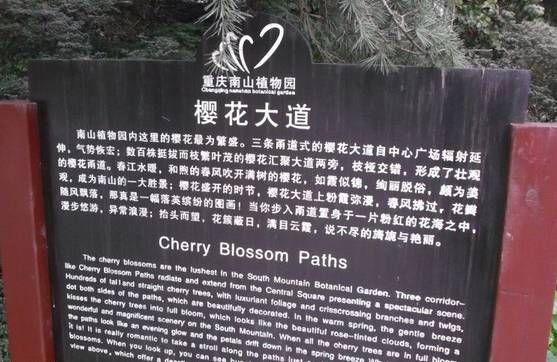 重庆南山植物园
Chongqing nanshan botanical garden
樱花大道
南山植物园内这里的樱花最为繁盛。三条甬道式的樱花大道自中心广场辐射延
伸，气势恢宏；数百株挺拔而枝繁叶茂的樱花汇聚大道两旁，枝桠交错，形成了壮观
的樱花甬道。春江水暖，和煦的春风吹开满树的樱花，如霞似锦，绚丽脱俗，颇为美
观，成为南山的一大胜景；樱花盛开的时节，樱花大道上粉霞弥漫，春风拂过，花瓣
随风飘落，那真是一幅落英缤纷的图画！当你步入甬道置身于一片粉红的花海之中，
漫步悠游，异常浪漫；抬头而望，花簇蔽日，满目云霞，说不尽的旖旎与艳丽。
Cherry Blossom Paths
The cherry blossoms are the lushest in the South Mountain Botanical Garden. Three corridor-
like Cherry Blossom Paths radiate and extend from the Central Square presenting a spectacular scene.
Hundreds of tall and straight cherry trees, with luxuriant foliage and crisscrossing branches and twigs,
dot both sides of the paths, which are beautifully decorated. In the warm spring, the gentle breeze
kisses the cherry trees into full bloom, which looks like the beautiful rose-tinted clouds, forming a
wonderful and magnificent scenery on the South Mountain. When all the cherry trees are in full
the paths look like an evening glow and the petals drift down in the spring breeze
It is! It is really romantic to take a stroll along the paths
blossoms. When you look up, you can see
view above, which offer a